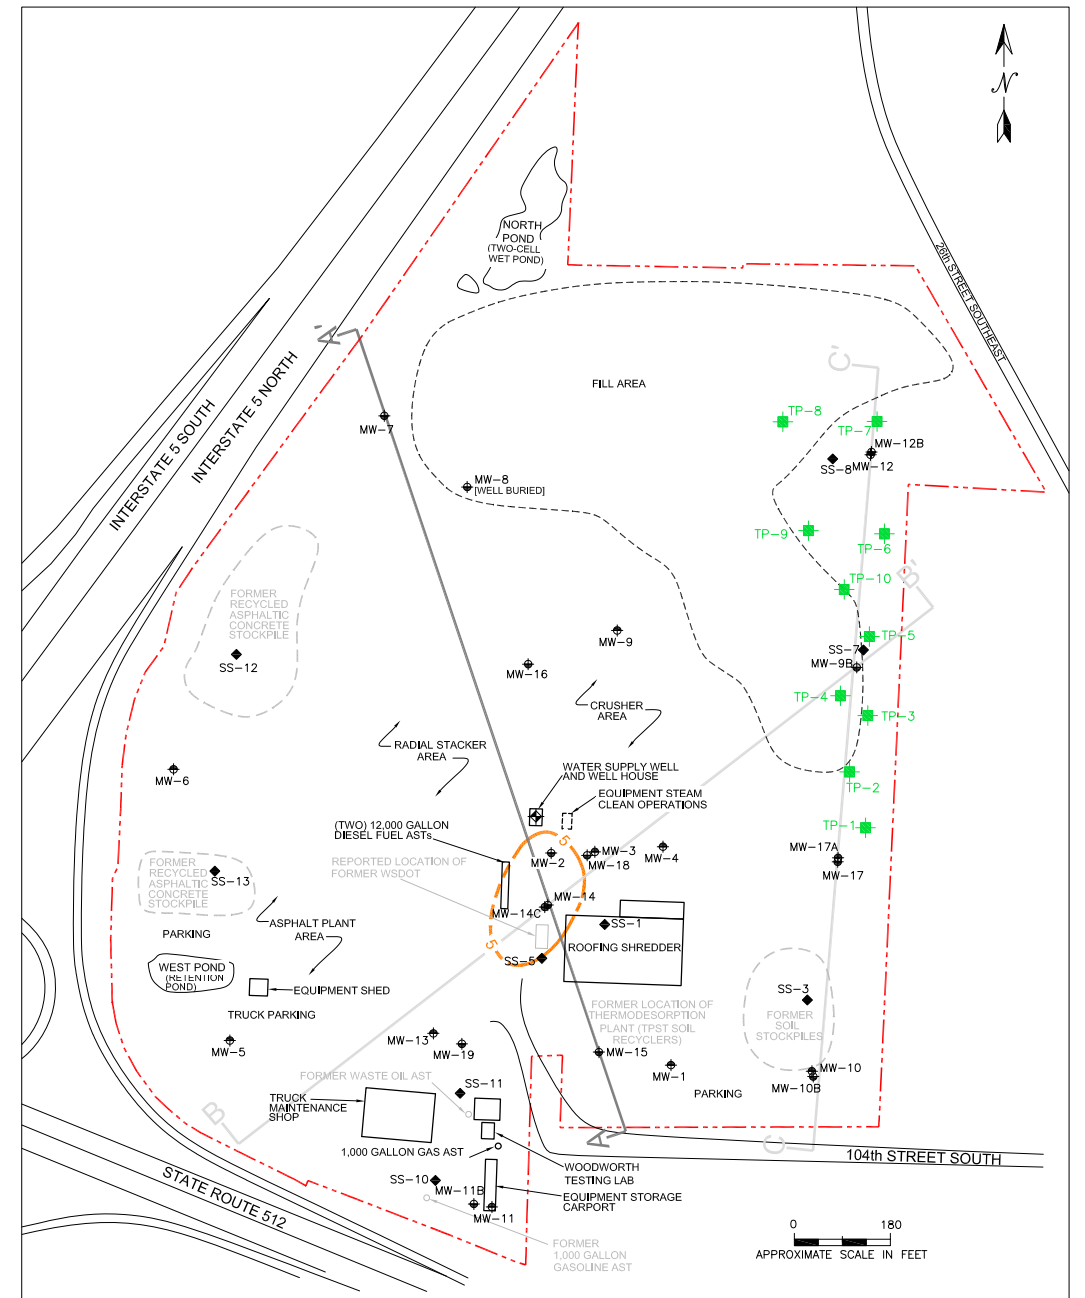 N
26th STREET SOUTHEAST
NORTH
POND
(TWO-CELL
WET POND)
A'
INTERSTATE 5 SOUTH
INTERSTATE 5 NORTH
C'
FILL AREA
TP-8
TP-7
MW-7
MW-12B
MW-12
SS-8
MW-8
[WELL BURIED]
TP-9
TP-6
B'
TP-10
FORMER
RECYCLED
ASPHALTIC
CONCRETE
STOCKPILE
SS-12
MW-9
TP-5
SS-7
MW-9B
MW-16
TP-4
TP-3
CRUSHER
AREA
RADIAL STACKER
AREA
MW-6
WATER SUPPLY WELL
AND WELL HOUSE
TP-2
EQUIPMENT STEAM
CLEAN OPERATIONS
(TWO) 12,000 GALLON
DIESEL FUEL ASTs
TP-1
5
MW-2
MW-3
MW-18
MW-4
MW-17A
MW-17
REPORTED LOCATION OF
FORMER WSDOT
FORMER
RECYCLED
ASPHALTIC
CONCRETE
STOCKPILE
SS-13
MW-14
MW-14C
ASPHALT PLANT
AREA
PARKING
SS-1
5
ROOFING SHREDDER
SS-5
WEST POND
(RETENTION
POND)
EQUIPMENT SHED
TRUCK PARKING
SS-3
FORMER
SOIL
STOCKPILES
FORMER LOCATION OF
THERMODESORPTION
PLANT (TPST SOIL
RECYCLERS)
MW-5
MW-13
MW-19
MW-15
MW-1
MW-10
MW-10B
FORMER WASTE OIL AST
SS-11
PARKING
TRUCK
MAINTENANCE
SHOP
B
A
C
1,000 GALLON GAS AST
104th STREET SOUTH
WOODWORTH
TESTING LAB
STATE ROUTE 512
SS-10
MW-11B
MW-11
EQUIPMENT STORAGE
CARPORT
FORMER
1,000 GALLON
GASOLINE AST
0 180
APPROXIMATE SCALE IN FEET